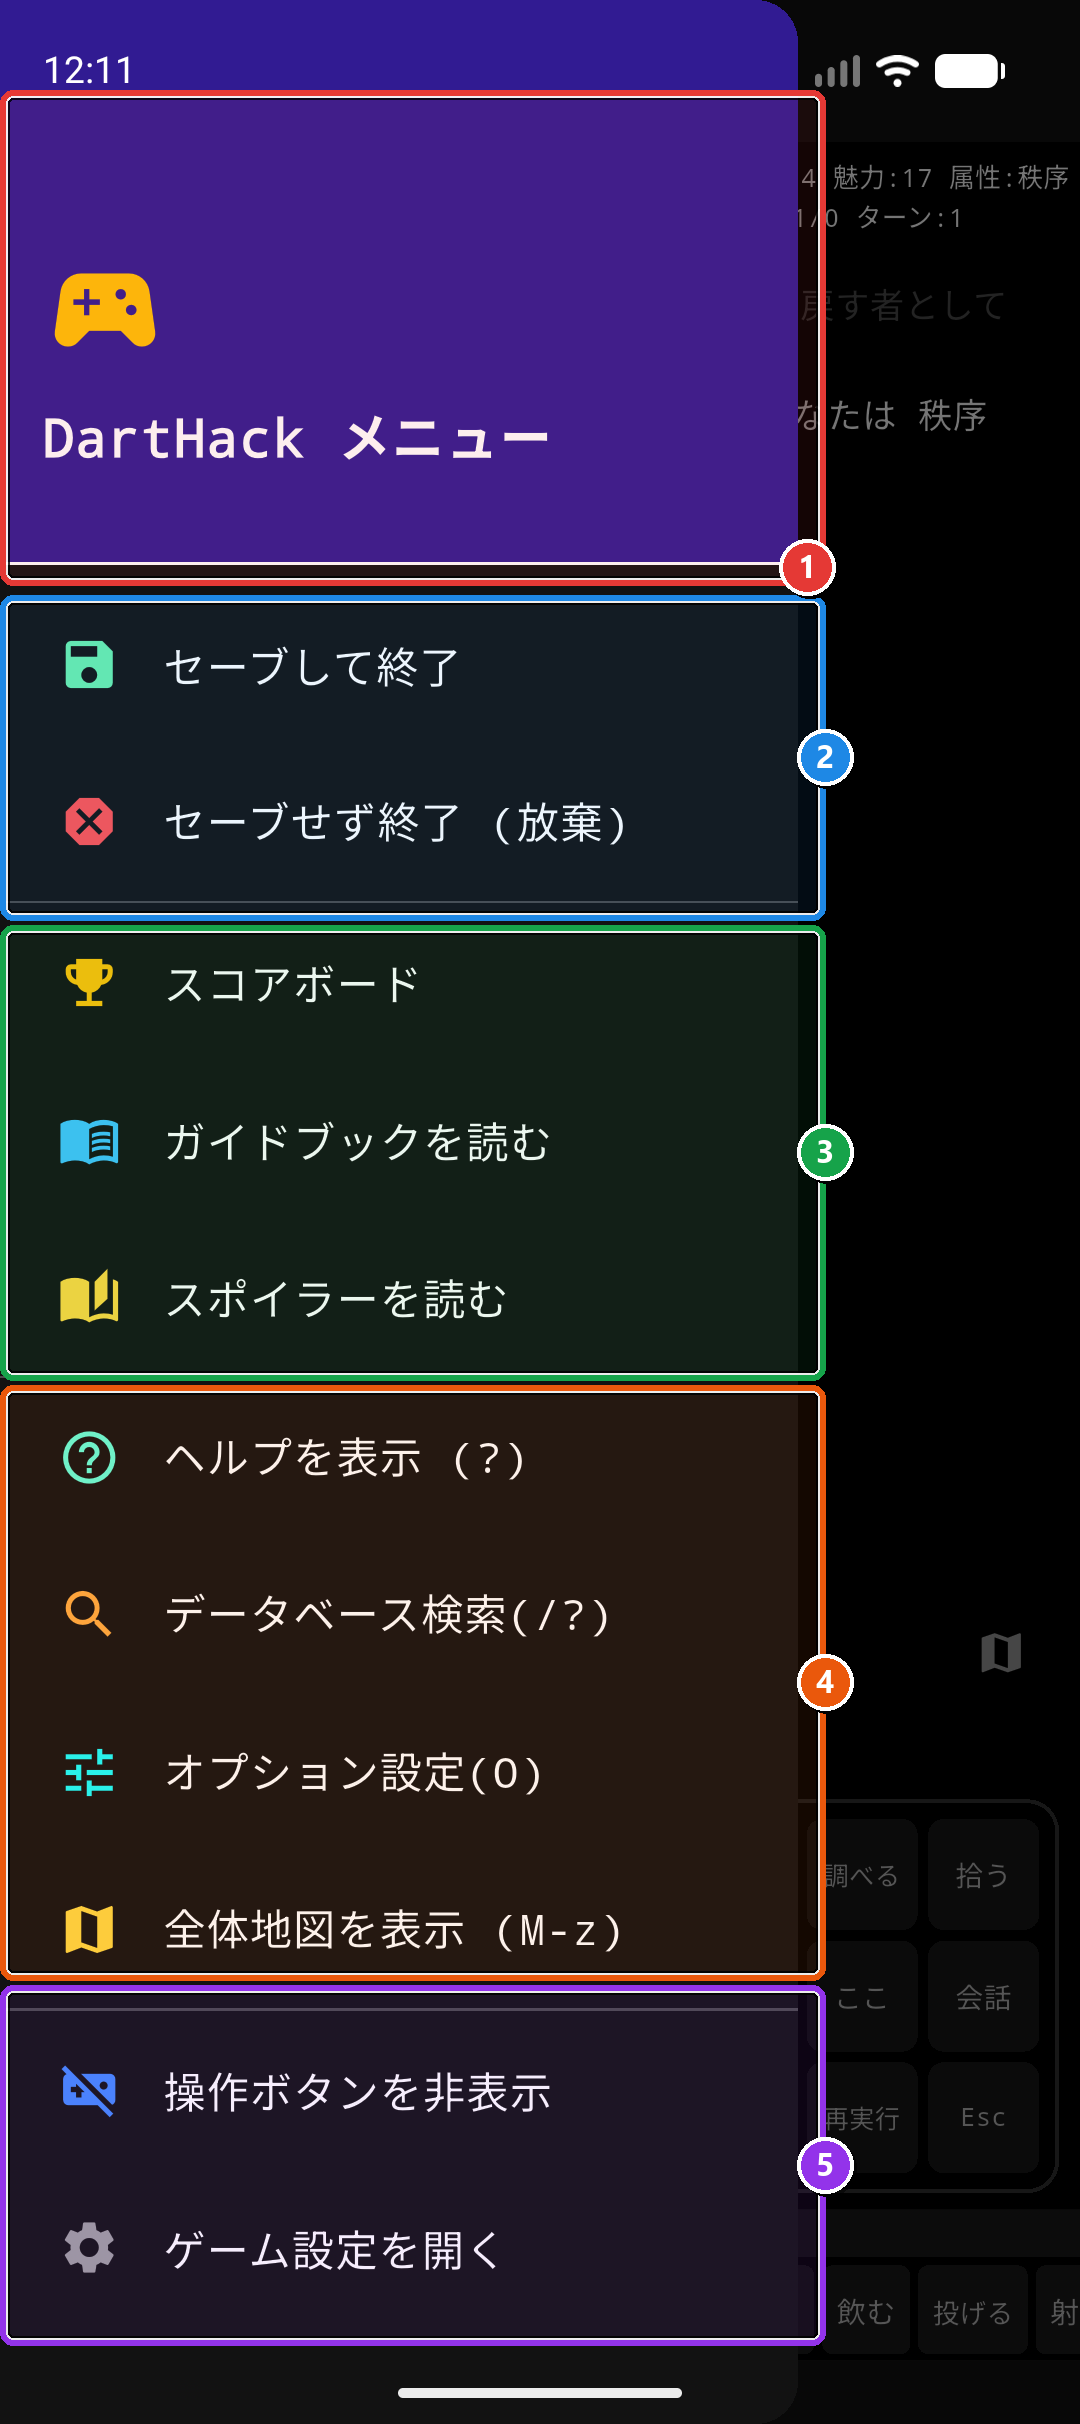 12:11
4 魅力:17 属性:秩序
1/0 ターン:1
戻す者として
なたは 秩序
DartHack メニュー
1
セーブして終了
2
セーブせず終了 (放棄)
スコアボード
ガイドブックを読む
3
スポイラーを読む
ヘルプを表示 (?)
データベース検索(/?)
4
オプション設定(O)
全体地図を表示 (M-z)
調べる 拾う
ここ 会話
再実行 Esc
操作ボタンを非表示
5
ゲーム設定を開く
飲む 投げる 射